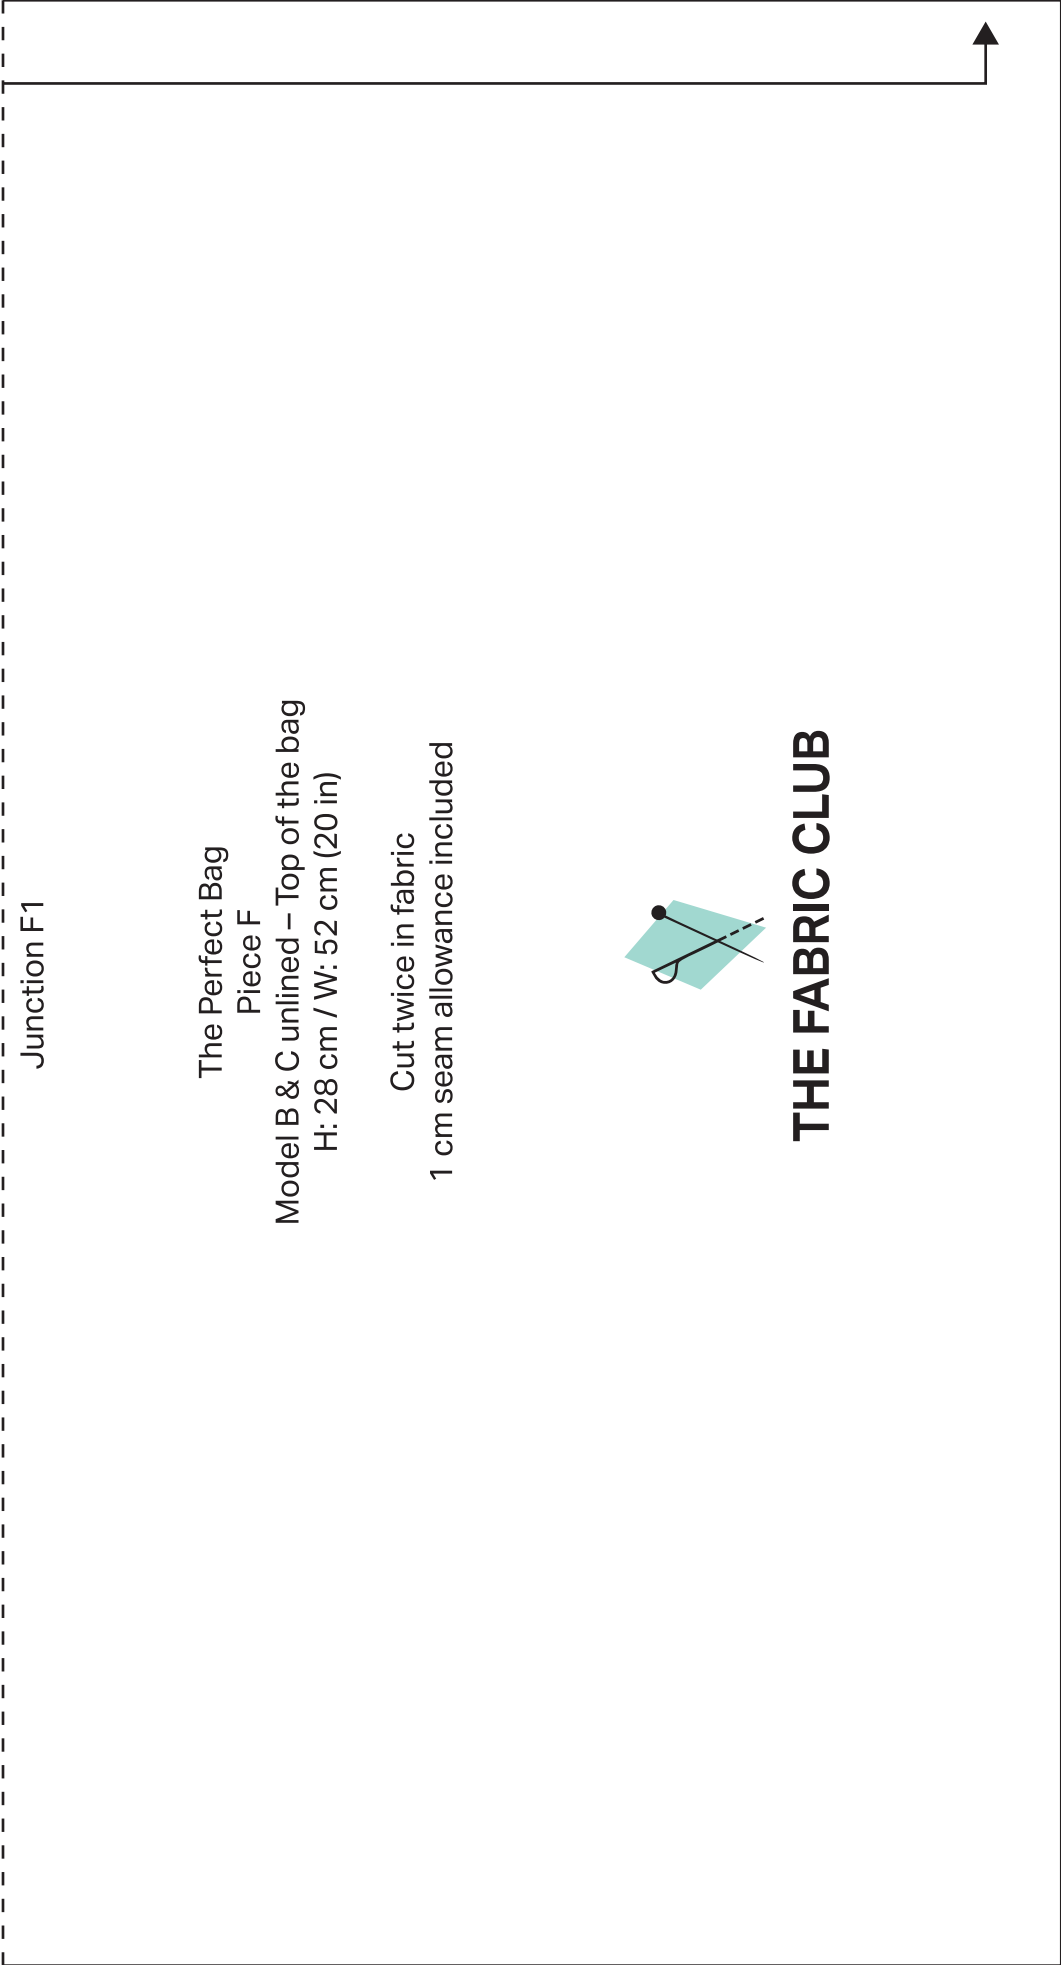 Junction F1
The Perfect Bag
Piece F
Model B & C unlined – Top of the bag
H: 28 cm / W: 52 cm (20 in)
Cut twice in fabric
1 cm seam allowance included
THE FABRIC CLUB